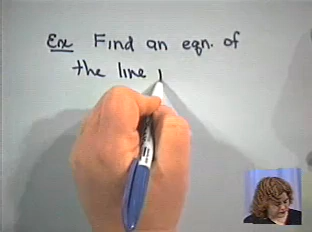 Ex Find an eqn. of
the line